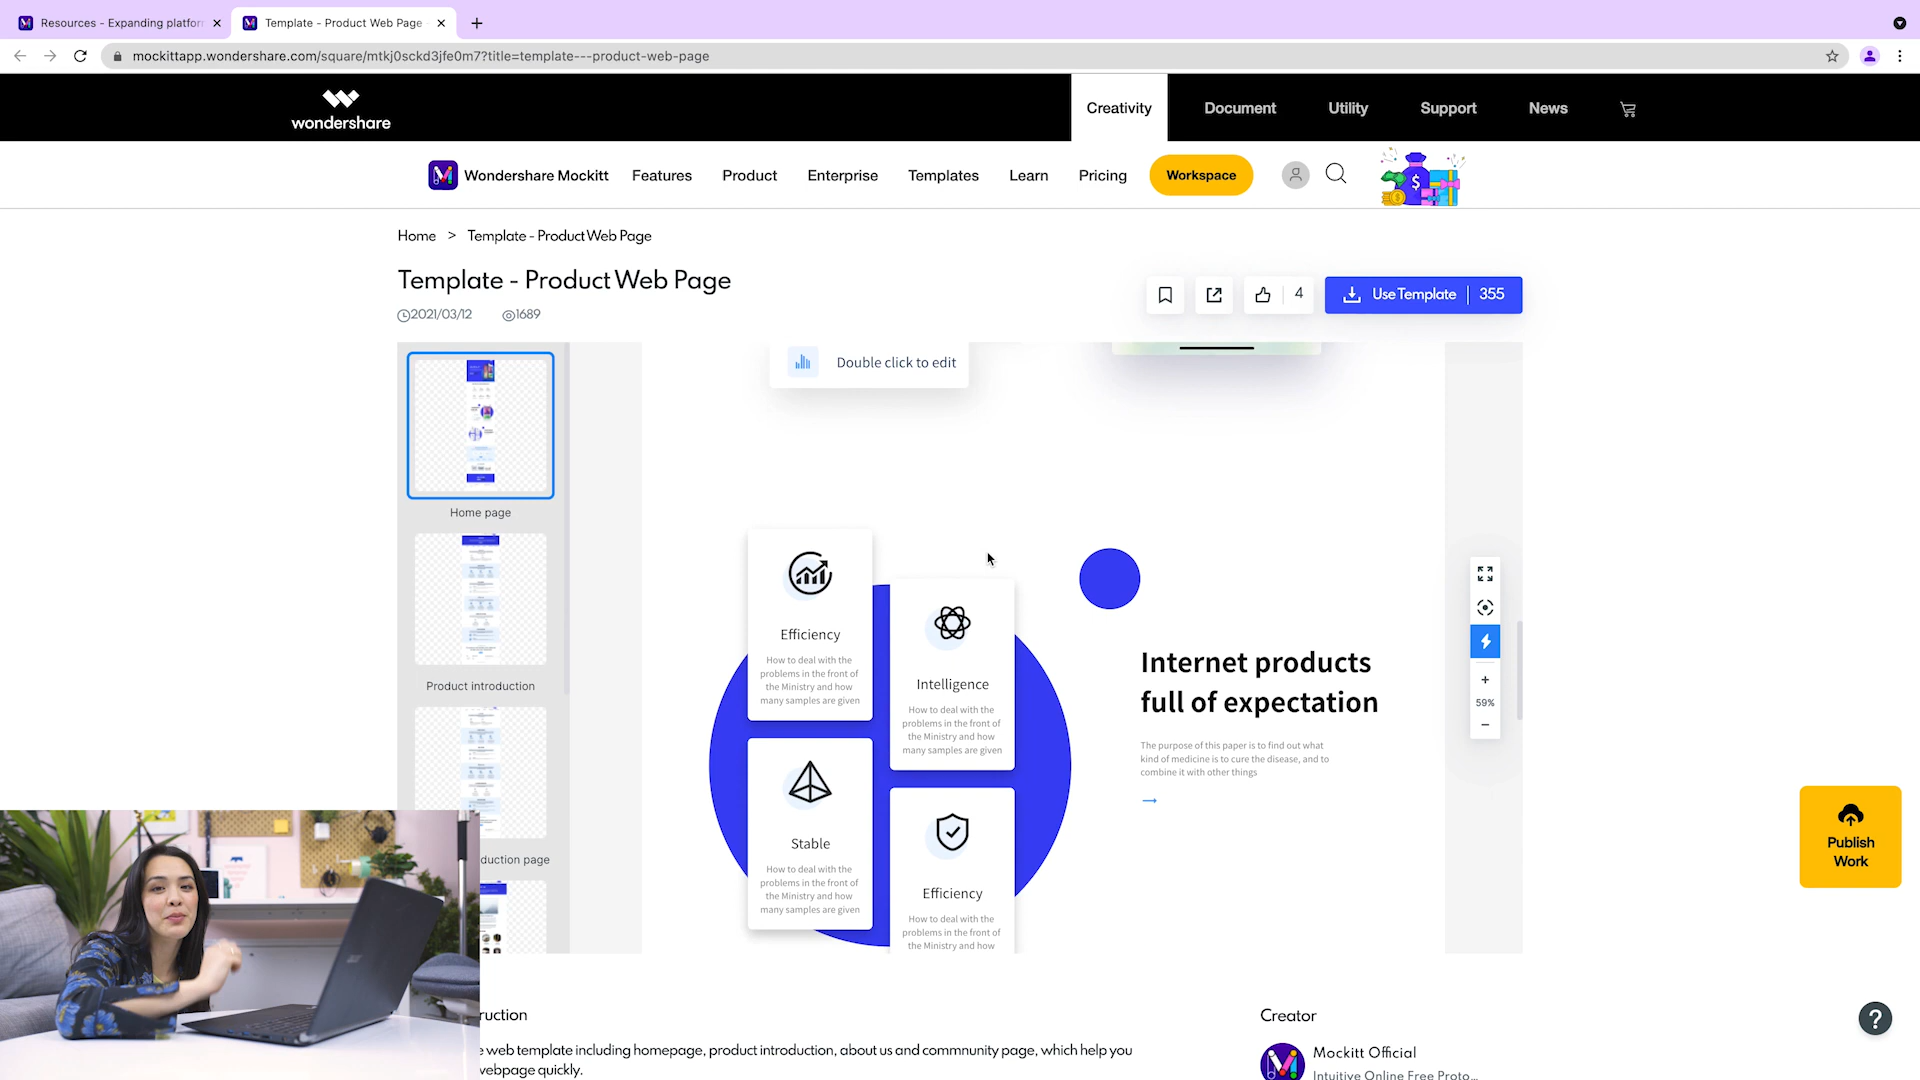 Resources - Expanding platfor
Template - Product Web Page
mockittapp.wondershare.com/square/mtkj0sckd3jfe0m7?title=template---product-web-page
wondershare
Creativity
Document
Utility
Support
News
Wondershare Mockitt
Features
Product
Enterprise
Templates
Learn
Pricing
Workspace
Home > Template - Product Web Page
Template - Product Web Page
2021/03/12
1689
4
Use Template
355
Home page
Product introduction
duction page
Double click to edit
Efficiency
How to deal with the
problems in the front of
the Ministry and how
many samples are given
Intelligence
How to deal with the
problems in the front of
the Ministry and how
many samples are given
Stable
How to deal with the
problems in the front of
the Ministry and how
many samples are given
Efficiency
How to deal with the
problems in the front of
the Ministry and how
Internet products
full of expectation
The purpose of this paper is to find out what
kind of medicine is to cure the disease, and to
combine it with other things
59%
Publish
Work
ruction
e web template including homepage, product introduction, about us and commnunity page, which help you
vebpage quickly.
Creator
Mockitt Official
Intuitive Online Free Proto...